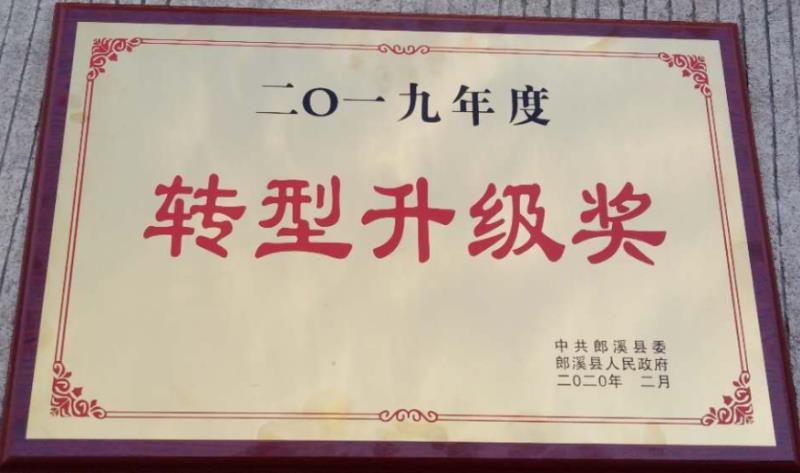 二〇一九年度
转型升级奖
中共郎溪县委
郎溪县人民政府
二〇二〇年 二月